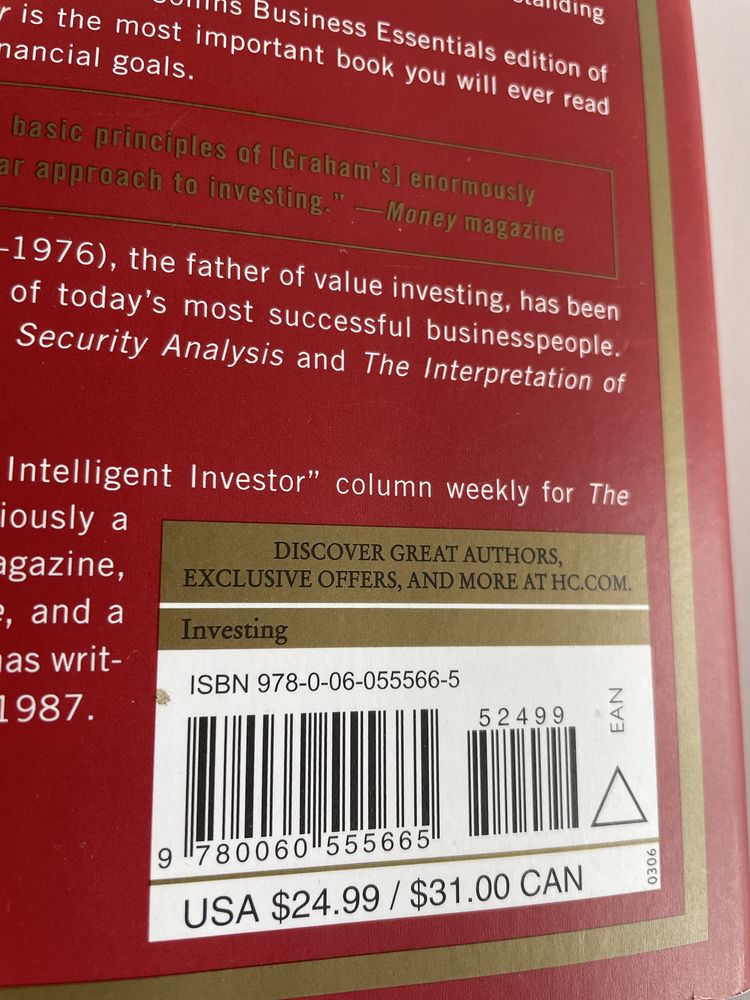 Business Essentials edition of
r is the most important book you will ever read
nancial goals.
basic principles of [Graham's] enormously
ar approach to investing." —Money magazine
–1976), the father of value investing, has been
of today's most successful businesspeople.
Security Analysis and The Interpretation of
Intelligent Investor" column weekly for The
iously a
agazine,
e, and a
has writ-
1987.
DISCOVER GREAT AUTHORS,
EXCLUSIVE OFFERS, AND MORE AT HC.COM.
Investing
ISBN 978-0-06-055566-5
52499
EAN
9 780060 555665
USA $24.99 / $31.00 CAN
0306